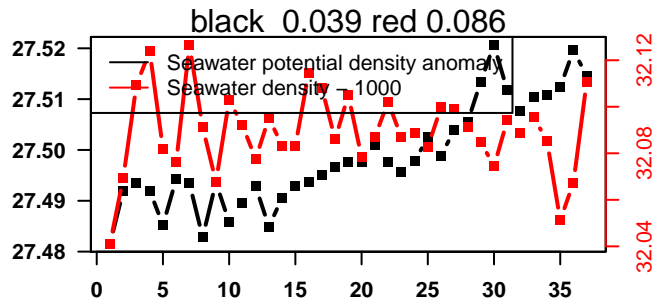 black  0.039 red 0.086
27.52
27.51
27.50
27.49
27.48
Seawater potential density anomaly
Seawater density – 1000
32.12
32.08
32.04
0 5 10 15 20 25 30 35